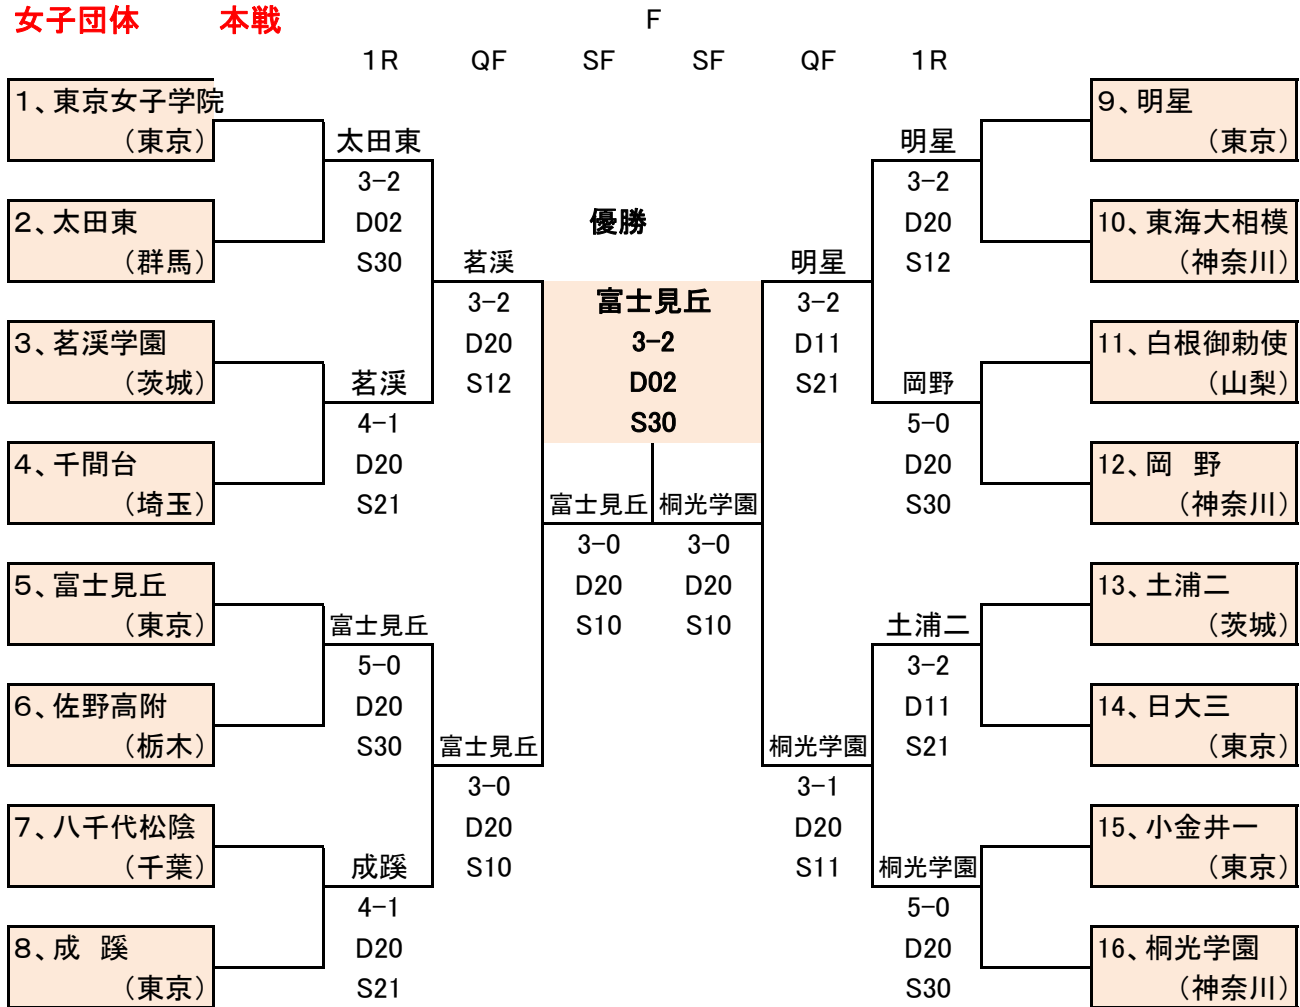 女子団体 本戦
F
1R QF SF SF QF 1R
1、東京女子学院
（東京）
2、太田東
（群馬）
3、茗渓学園
（茨城）
4、千間台
（埼玉）
5、富士見丘
（東京）
6、佐野高附
（栃木）
7、八千代松陰
（千葉）
8、成 蹊
（東京）
太田東
3-2
D02
S30
茗渓
4-1
D20
S21
富士見丘
5-0
D20
S30
成蹊
4-1
D20
S21
茗渓
3-2
D20
S12
富士見丘
3-0
D20
S10
優勝
富士見丘
3-2
D02
S30
富士見丘
3-0
D20
S10
桐光学園
3-0
D20
S10
明星
3-2
D11
S21
桐光学園
3-1
D20
S11
明星
3-2
D20
S12
岡野
5-0
D20
S30
土浦二
3-2
D11
S21
桐光学園
5-0
D20
S30
9、明星
（東京）
10、東海大相模
（神奈川）
11、白根御勅使
（山梨）
12、岡 野
（神奈川）
13、土浦二
（茨城）
14、日大三
（東京）
15、小金井一
（東京）
16、桐光学園
（神奈川）